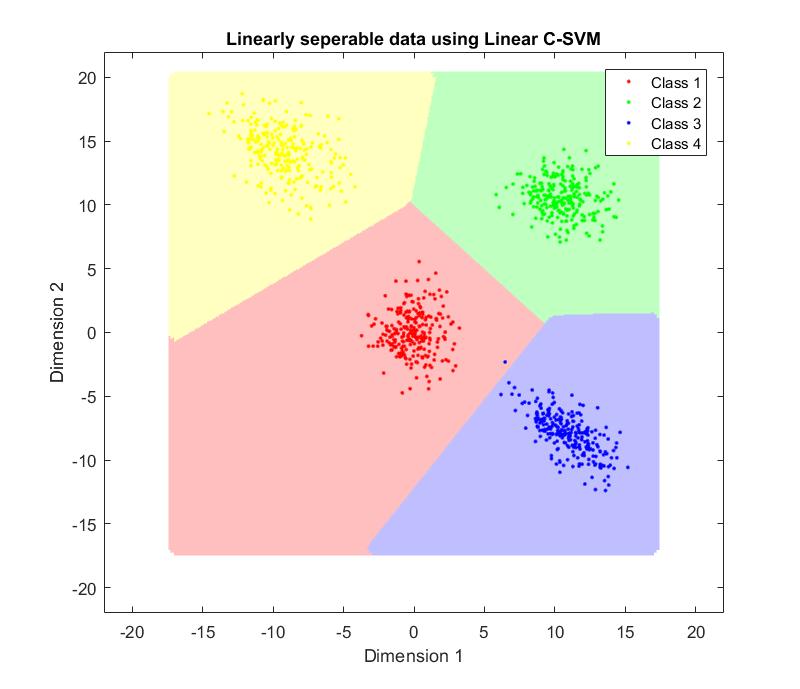 Linearly seperable data using Linear C-SVM
Class 1
Class 2
Class 3
Class 4
20
15
10
5
0
-5
-10
-15
-20
Dimension 2
-20 -15 -10 -5 0 5 10 15 20
Dimension 1